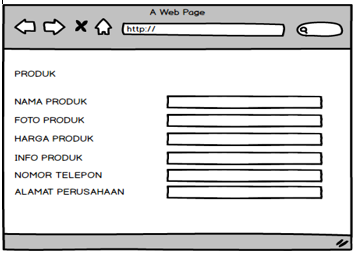 A Web Page
http://
PRODUK
NAMA PRODUK
FOTO PRODUK
HARGA PRODUK
INFO PRODUK
NOMOR TELEPON
ALAMAT PERUSAHAAN